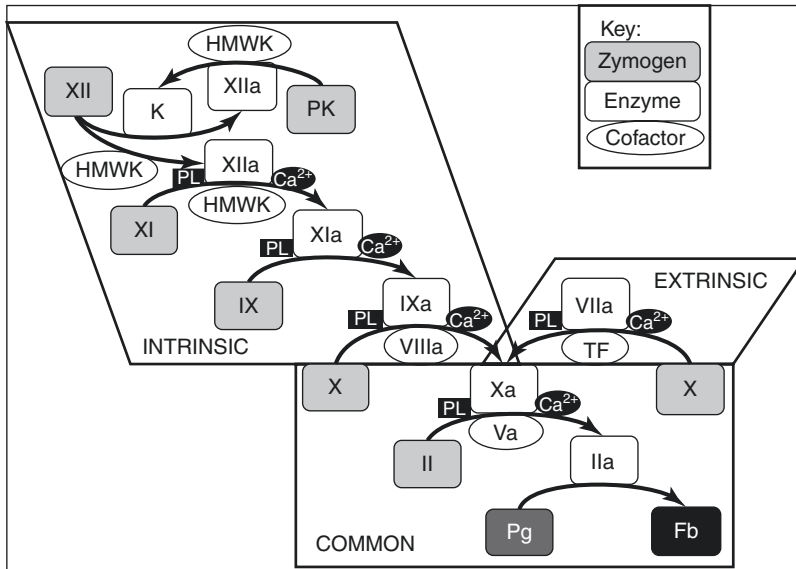 HMWK
Key:
Zymogen
Enzyme
Cofactor
XII
K
XIIa
PK
HMWK
XIIa
PL
Ca2+
HMWK
XI
XIa
PL
Ca2+
IX
IXa
PL
Ca2+
VIIIa
INTRINSIC
EXTRINSIC
VIIa
PL
Ca2+
TF
X
Xa
X
PL
Ca2+
Va
II
IIa
Pg
Fb
COMMON